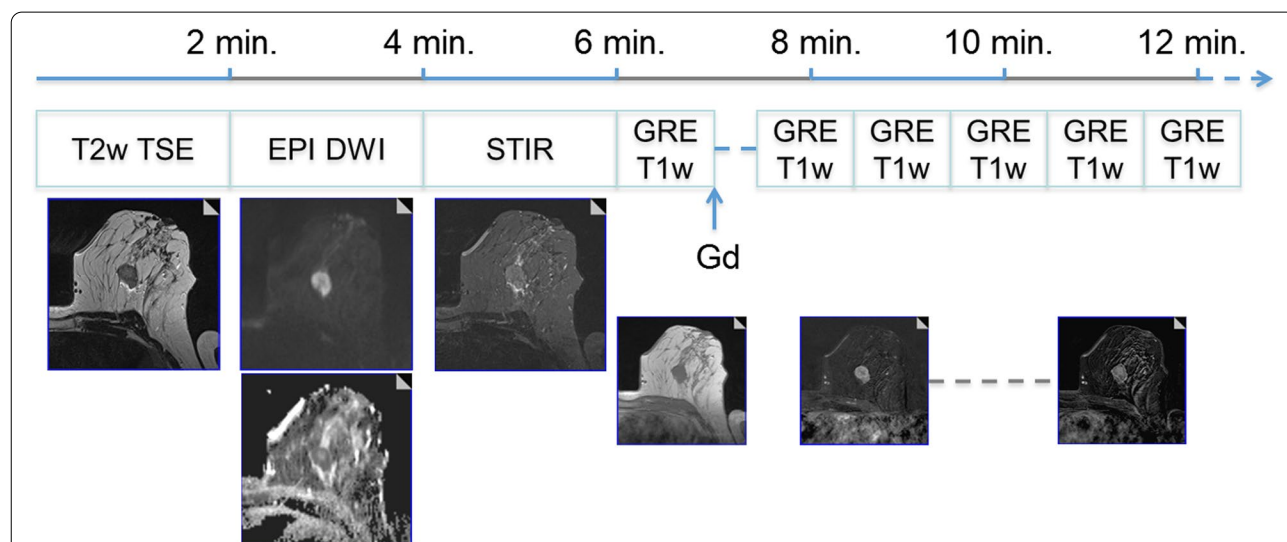 2 min. 4 min. 6 min. 8 min. 10 min. 12 min.
T2w TSE EPI DWI STIR GRE T1w GRE T1w GRE T1w GRE T1w GRE T1w GRE T1w
Gd